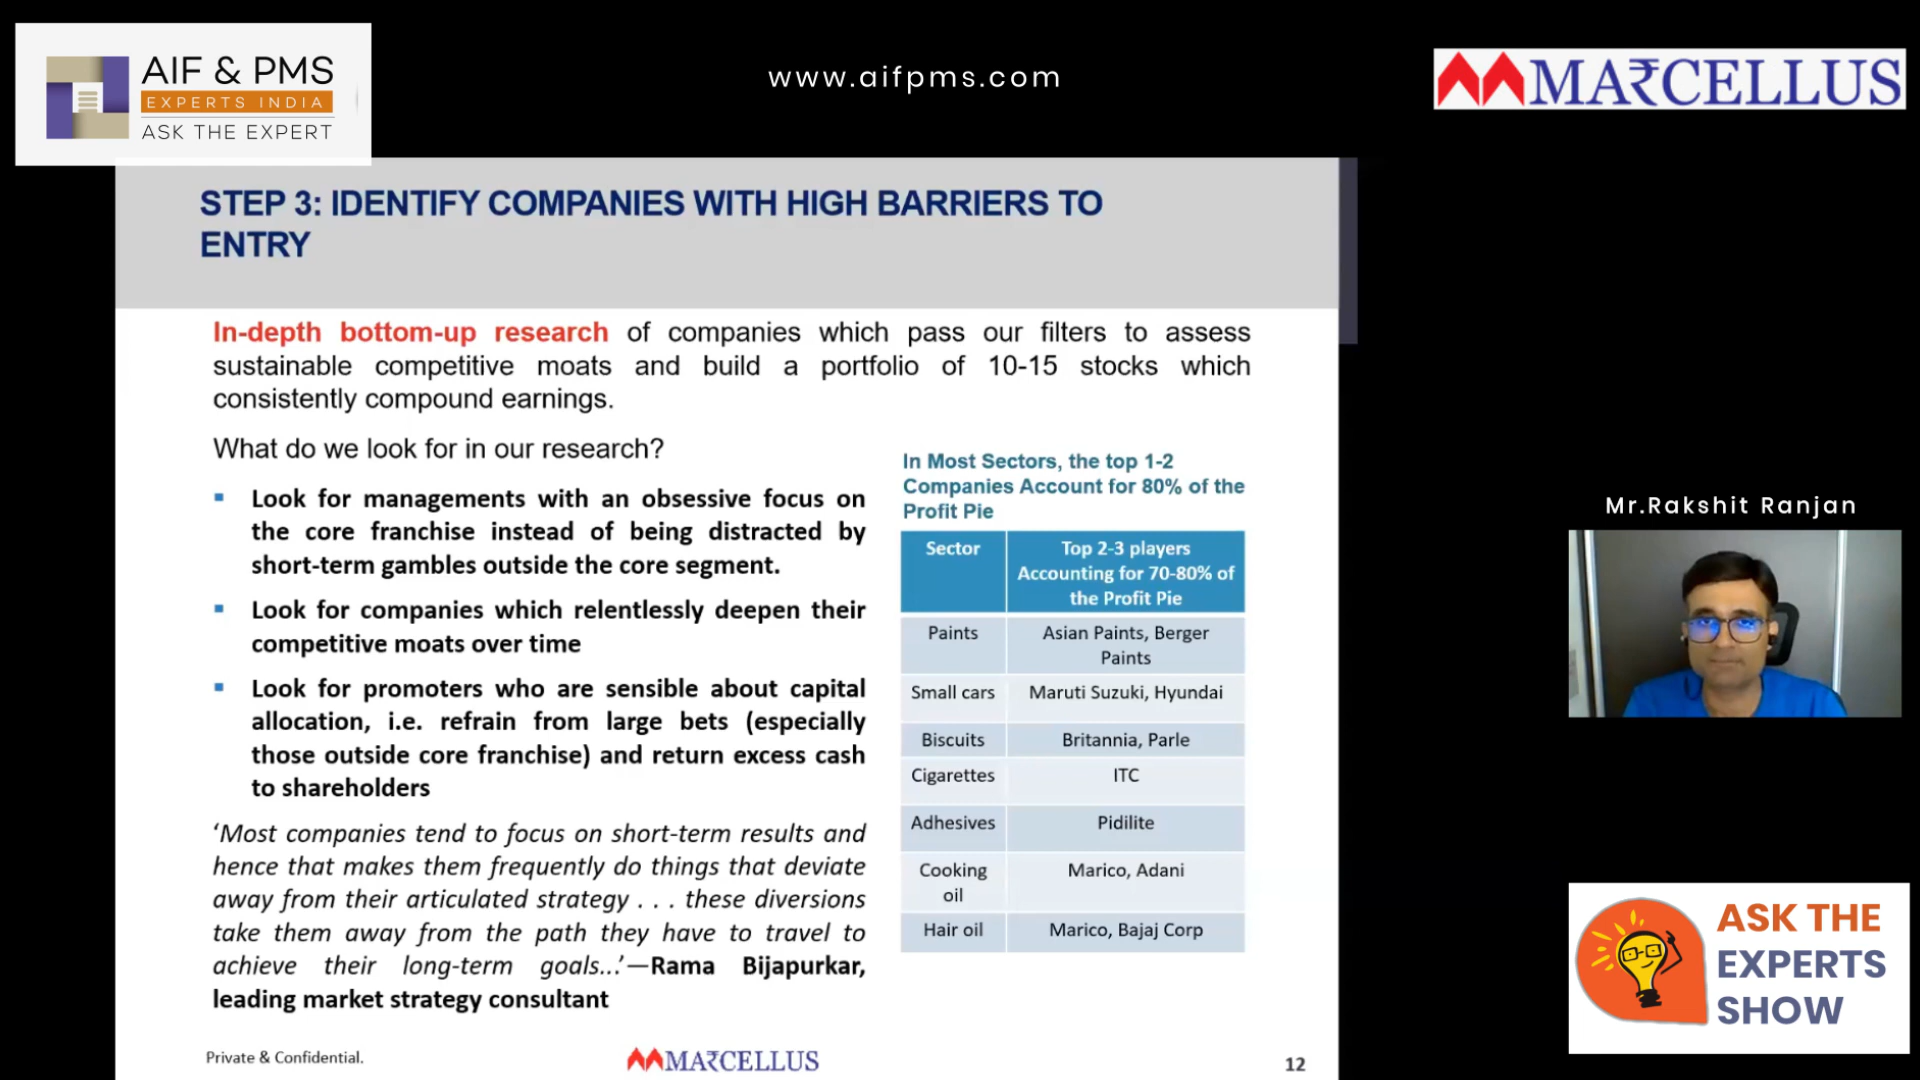 AIF & PMS
EXPERTS INDIA
ASK THE EXPERT
www.aifpms.com
MA₹CELLUS
STEP 3: IDENTIFY COMPANIES WITH HIGH BARRIERS TO
ENTRY
In-depth bottom-up research of companies which pass our filters to assess
sustainable competitive moats and build a portfolio of 10-15 stocks which
consistently compound earnings.
What do we look for in our research?
▪ Look for managements with an obsessive focus on
the core franchise instead of being distracted by
short-term gambles outside the core segment.
▪ Look for companies which relentlessly deepen their
competitive moats over time
▪ Look for promoters who are sensible about capital
allocation, i.e. refrain from large bets (especially
those outside core franchise) and return excess cash
to shareholders
‘Most companies tend to focus on short-term results and
hence that makes them frequently do things that deviate
away from their articulated strategy . . . these diversions
take them away from the path they have to travel to
achieve their long-term goals...’—Rama Bijapurkar,
leading market strategy consultant
In Most Sectors, the top 1-2
Companies Account for 80% of the
Profit Pie
Sector
Top 2-3 players
Accounting for 70-80% of
the Profit Pie
Paints
Asian Paints, Berger
Paints
Small cars
Maruti Suzuki, Hyundai
Biscuits
Britannia, Parle
Cigarettes
ITC
Adhesives
Pidilite
Cooking
oil
Marico, Adani
Hair oil
Marico, Bajaj Corp
Private & Confidential.
MA₹CELLUS
12
Mr.Rakshit Ranjan
ASK THE
EXPERTS
SHOW